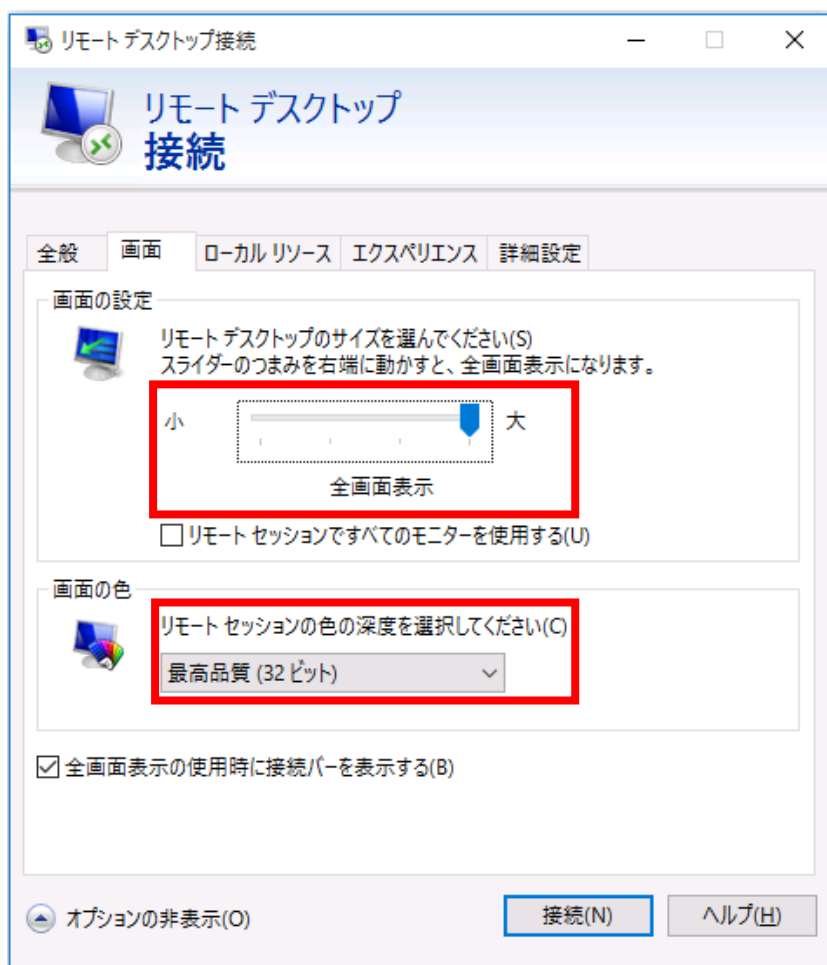 リモート デスクトップ接続
リモート デスクトップ
接続
全般 画面 ローカル リソース エクスペリエンス 詳細設定
画面の設定
リモート デスクトップのサイズを選んでください(S)
スライダーのつまみを右端に動かすと、全画面表示になります。
小 大
全画面表示
リモート セッションですべてのモニターを使用する(U)
画面の色
リモート セッションの色の深度を選択してください(C)
最高品質 (32 ビット)
全画面表示の使用時に接続バーを表示する(B)
オプションの非表示(O) 接続(N) ヘルプ(H)